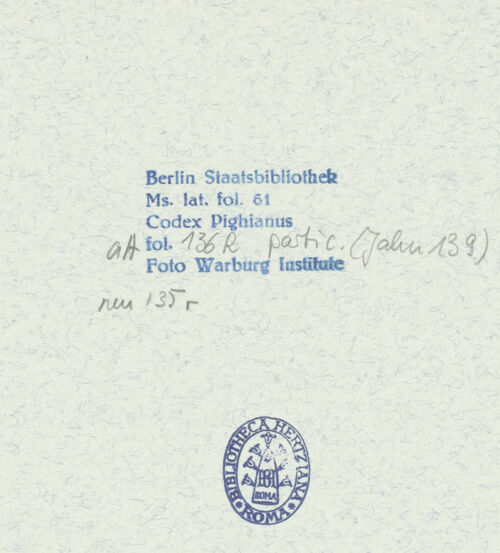 Berlin Staatsbibliothek
Ms. lat. fol. 61
Codex Pighianus
alt fol. 136R partic. (Jahn 139)
Foto Warburg Institute
neu 135r
BIBLIOTHECA HERTZIANA
ROMA
ROMA